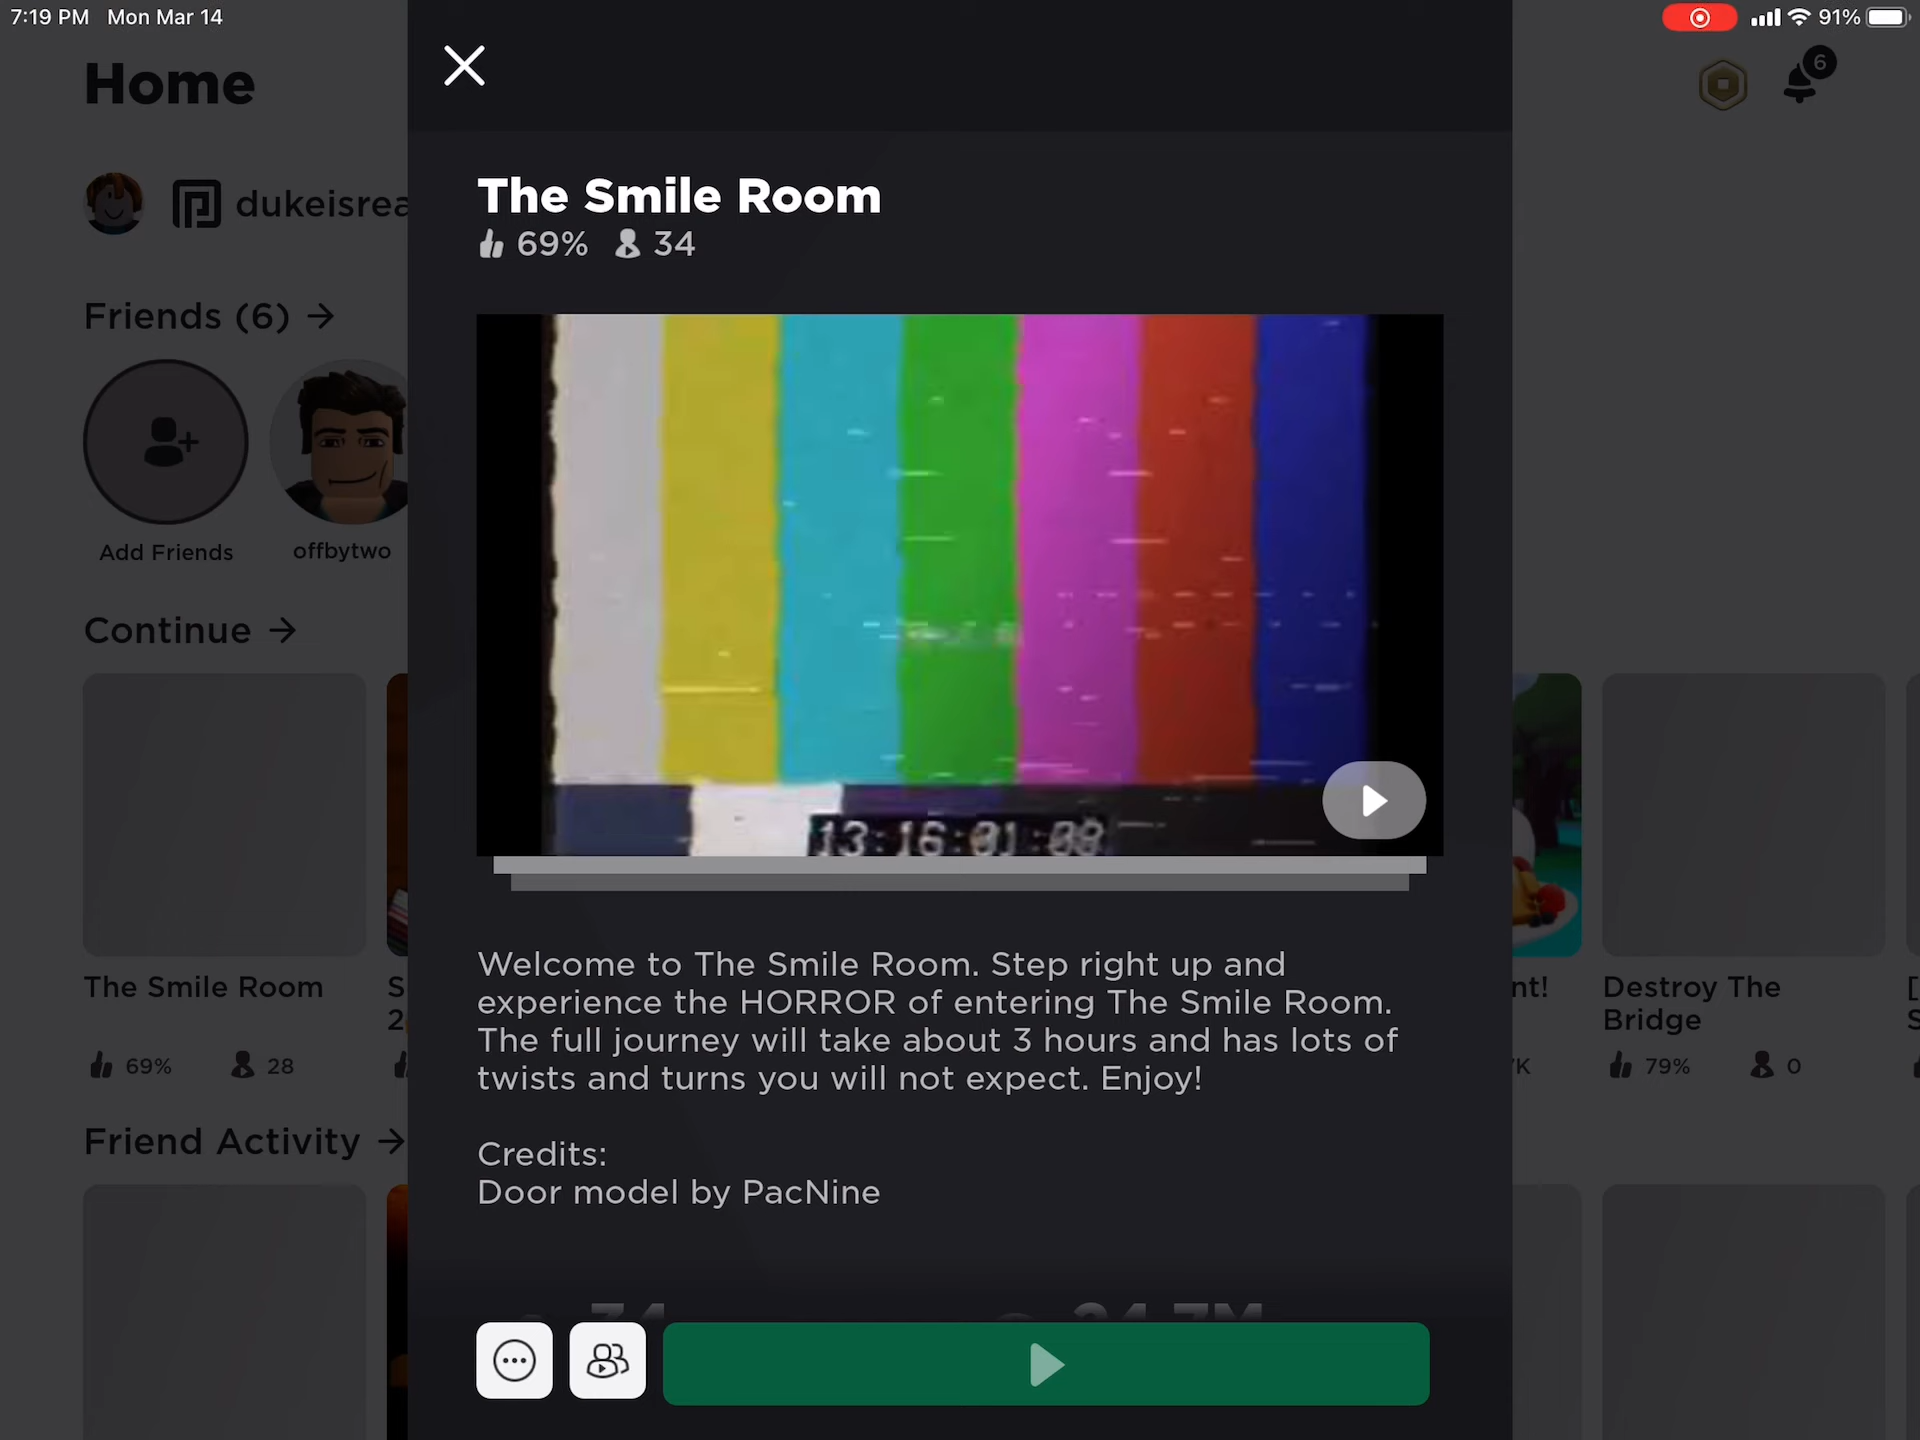 7:19 PM Mon Mar 14
91%
Home
6
dukeisrea
Friends (6)
Add Friends
offbytwo
Continue
The Smile Room
69% 28
S
2
nt!
K
Destroy The
Bridge
79% 0
[
S
Friend Activity
The Smile Room
69% 34
13:16:01:08
Welcome to The Smile Room. Step right up and
experience the HORROR of entering The Smile Room.
The full journey will take about 3 hours and has lots of
twists and turns you will not expect. Enjoy!
Credits:
Door model by PacNine
34 24.7M